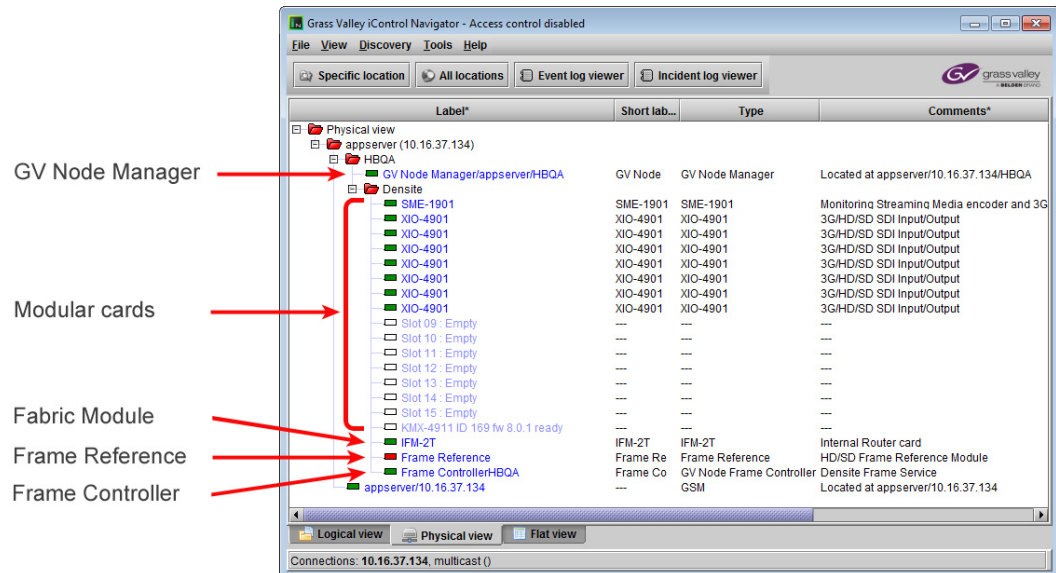 Grass Valley iControl Navigator - Access control disabled
File View Discovery Tools Help
Specific location All locations Event log viewer Incident log viewer
GV grass valley
A BELDEN BRAND
Label* Short lab... Type Comments*
Physical view
appserver (10.16.37.134)
HBQA
GV Node Manager
GV Node Manager/appserver/HBQA GV Node GV Node Manager Located at appserver/10.16.37.134/HBQA
Densite
SME-1901 SME-1901 SME-1901 Monitoring Streaming Media encoder and 3G
XIO-4901 XIO-4901 XIO-4901 3G/HD/SD SDI Input/Output
XIO-4901 XIO-4901 XIO-4901 3G/HD/SD SDI Input/Output
XIO-4901 XIO-4901 XIO-4901 3G/HD/SD SDI Input/Output
XIO-4901 XIO-4901 XIO-4901 3G/HD/SD SDI Input/Output
XIO-4901 XIO-4901 XIO-4901 3G/HD/SD SDI Input/Output
XIO-4901 XIO-4901 XIO-4901 3G/HD/SD SDI Input/Output
XIO-4901 XIO-4901 XIO-4901 3G/HD/SD SDI Input/Output
Modular cards
Slot 09 : Empty --- --- ---
Slot 10 : Empty --- --- ---
Slot 11 : Empty --- --- ---
Slot 12 : Empty --- --- ---
Slot 13 : Empty --- --- ---
Slot 14 : Empty --- --- ---
Slot 15 : Empty --- --- ---
KMX-4911 ID 169 fw 8.0.1 ready --- --- ---
Fabric Module
IFM-2T IFM-2T IFM-2T Internal Router card
Frame Reference
Frame Reference Frame Re Frame Reference HD/SD Frame Reference Module
Frame Controller
Frame ControllerHBQA Frame Co GV Node Frame Controller Densite Frame Service
appserver/10.16.37.134 --- GSM Located at appserver/10.16.37.134
Logical view Physical view Flat view
Connections: 10.16.37.134, multicast ()